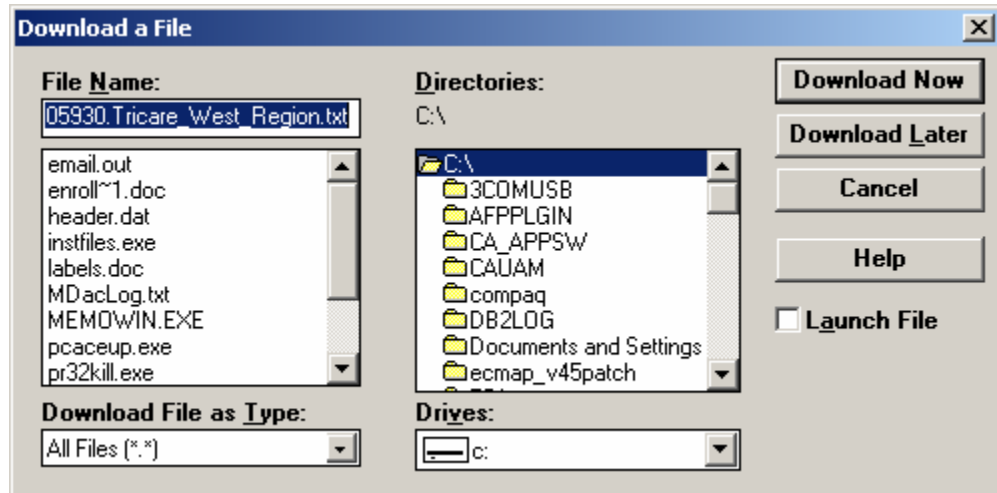 Download a File
File Name:
05930.Tricare_West_Region.txt
email.out
enroll~1.doc
header.dat
instfiles.exe
labels.doc
MDacLog.txt
MEMOWIN.EXE
pcaceup.exe
pr32kill.exe
Download File as Type:
All Files (*.*)
Directories:
C:\
C:\
3COMUSB
AFPPLGIN
CA_APPSW
CAUAM
compaq
DB2LOG
Documents and Settings
ecmap_v45patch
Drives:
c:
Download Now
Download Later
Cancel
Help
Launch File